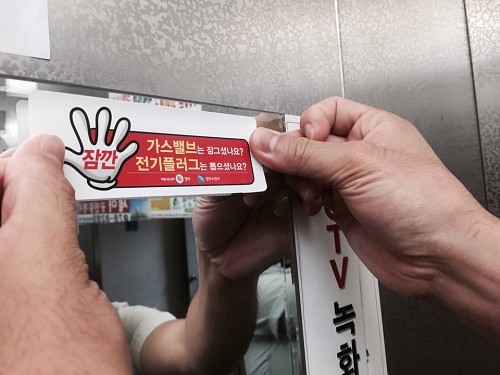 잠깐
가스밸브는 잠그셨나요?
전기플러그는 뽑으셨나요?
CTV 녹화